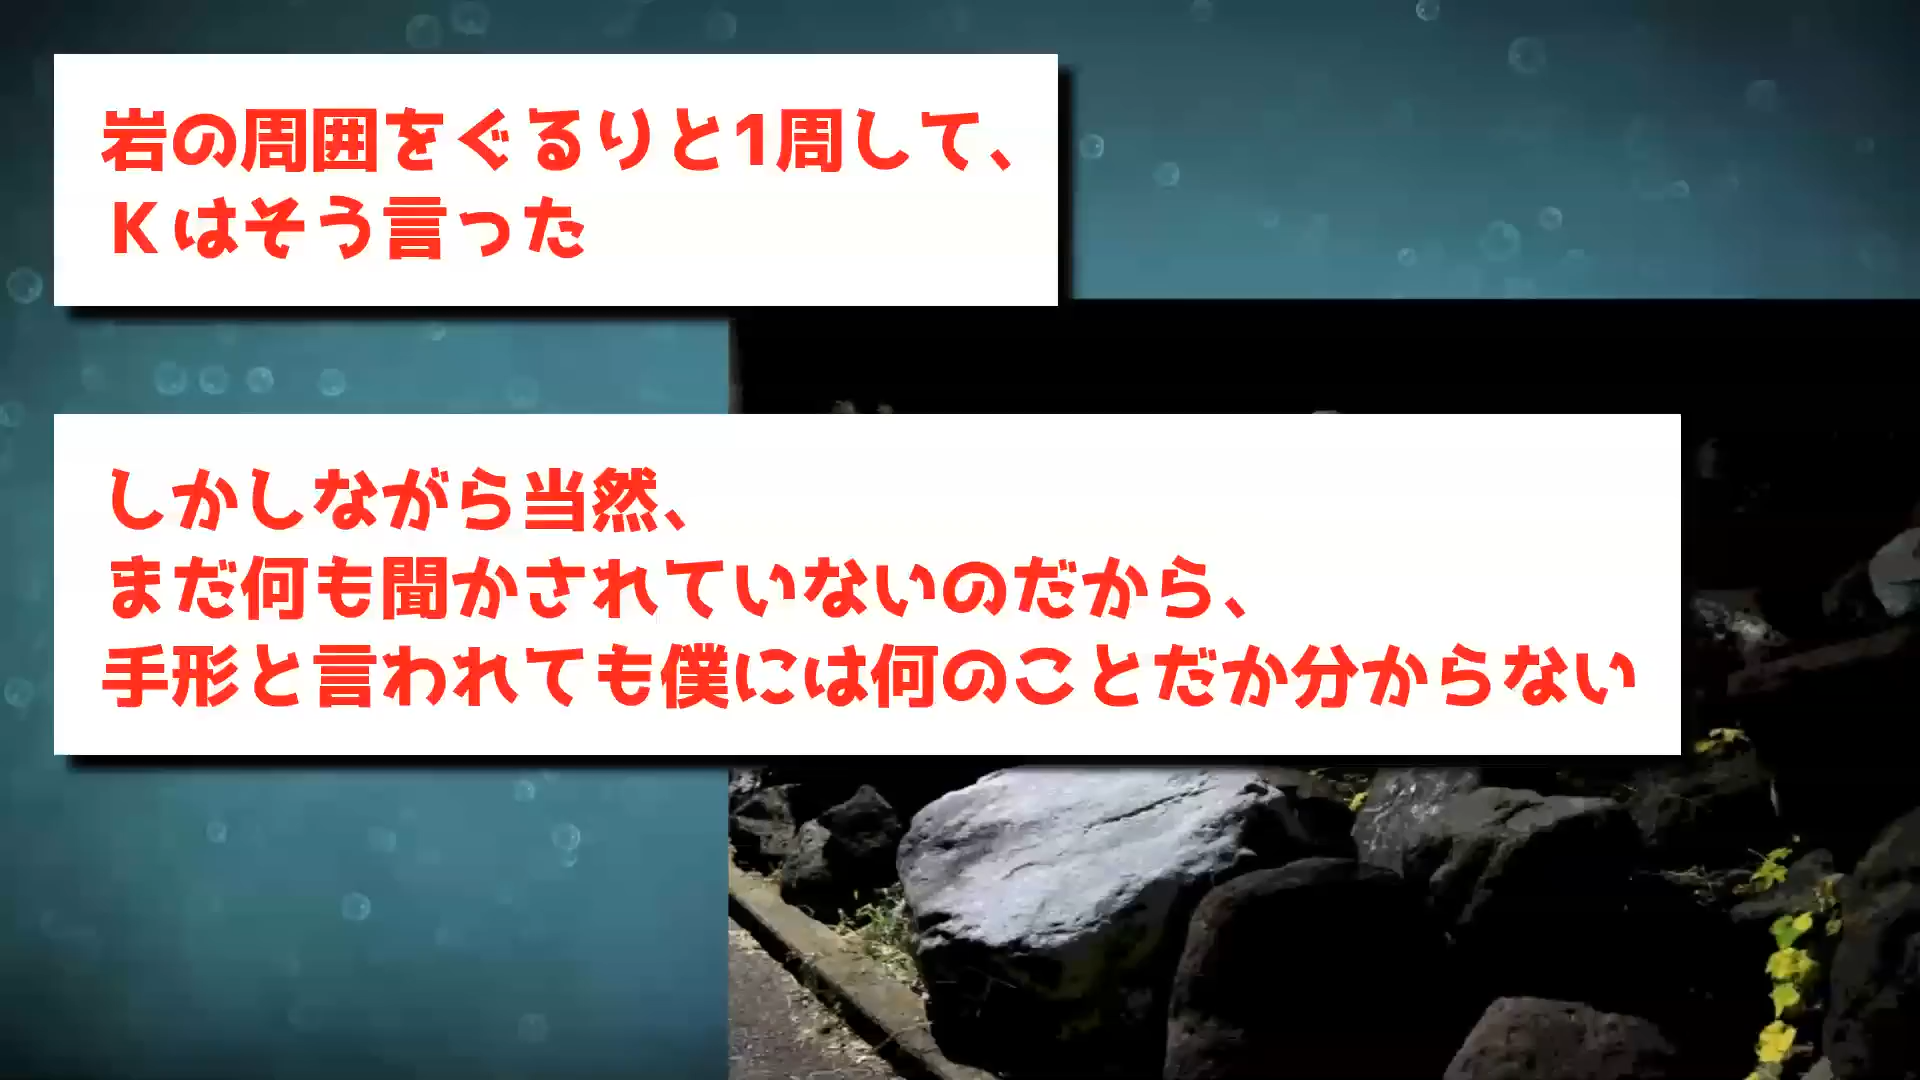 岩の周囲をぐるりと1周して、
Kはそう言った
しかしながら当然、
まだ何も聞かされていないのだから、
手形と言われても僕には何のことだか分からない